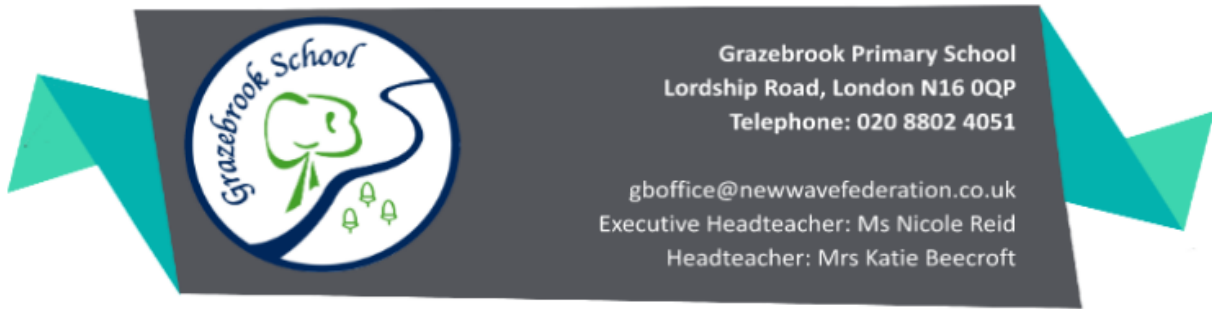 Grazebrook School
Grazebrook Primary School
Lordship Road, London N16 0QP
Telephone: 020 8802 4051
gboffice@newwavefederation.co.uk
Executive Headteacher: Ms Nicole Reid
Headteacher: Mrs Katie Beecroft